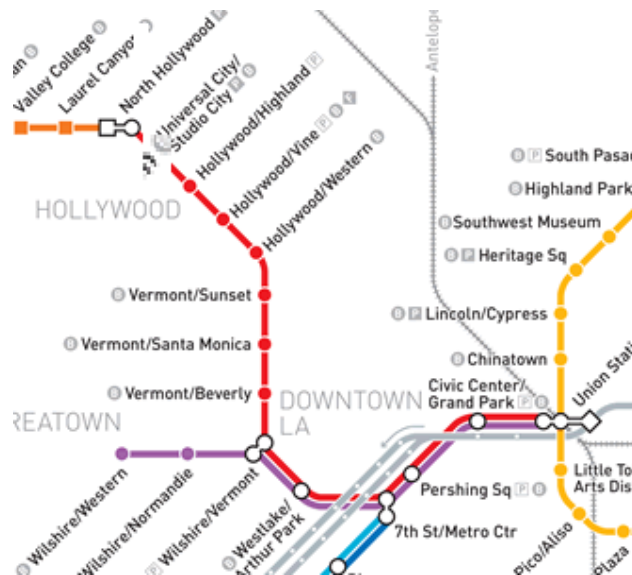 Valley College
Laurel Canyon
North Hollywood
Universal City/
Studio City
Hollywood/Highland
Hollywood/Vine
Hollywood/Western
HOLLYWOOD
Vermont/Sunset
Vermont/Santa Monica
Vermont/Beverly
DOWNTOWN
LA
REATOWN
Wilshire/Western
Wilshire/Normandie
Wilshire/Vermont
Westlake/
Arthur Park
Pershing Sq
7th St/Metro Ctr
Civic Center/
Grand Park
Union Stati
Antelop
South Pasa
Highland Park
Southwest Museum
Heritage Sq
Lincoln/Cypress
Chinatown
Little To
Arts Dis
Pico/Aliso
Plaza